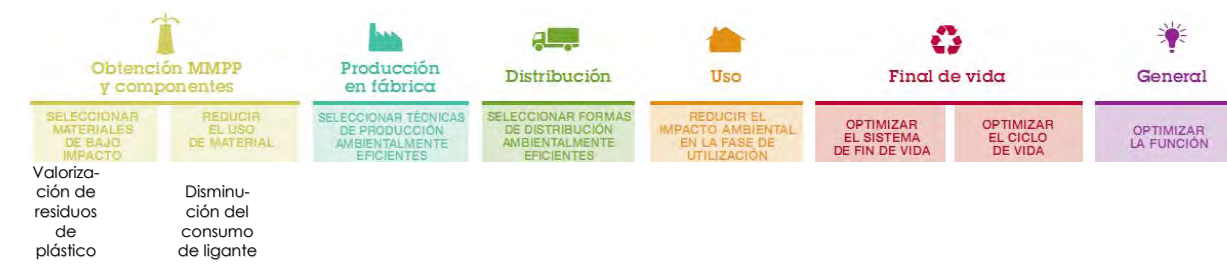 Obtención MMPP
y componentes
Producción
en fábrica
Distribución
Uso
Final de vida
General
SELECCIONAR
MATERIALES
DE BAJO
IMPACTO
REDUCIR
EL USO
DE MATERIAL
SELECCIONAR TÉCNICAS
DE PRODUCCIÓN
AMBIENTALMENTE
EFICIENTES
SELECCIONAR FORMAS
DE DISTRIBUCIÓN
AMBIENTALMENTE
EFICIENTES
REDUCIR EL
IMPACTO AMBIENTAL
EN LA FASE DE
UTILIZACIÓN
OPTIMIZAR
EL SISTEMA
DE FIN DE VIDA
OPTIMIZAR
EL CICLO
DE VIDA
OPTIMIZAR
LA FUNCIÓN
Valoriza-
ción de
residuos
de
plástico
Disminu-
ción del
consumo
de ligante